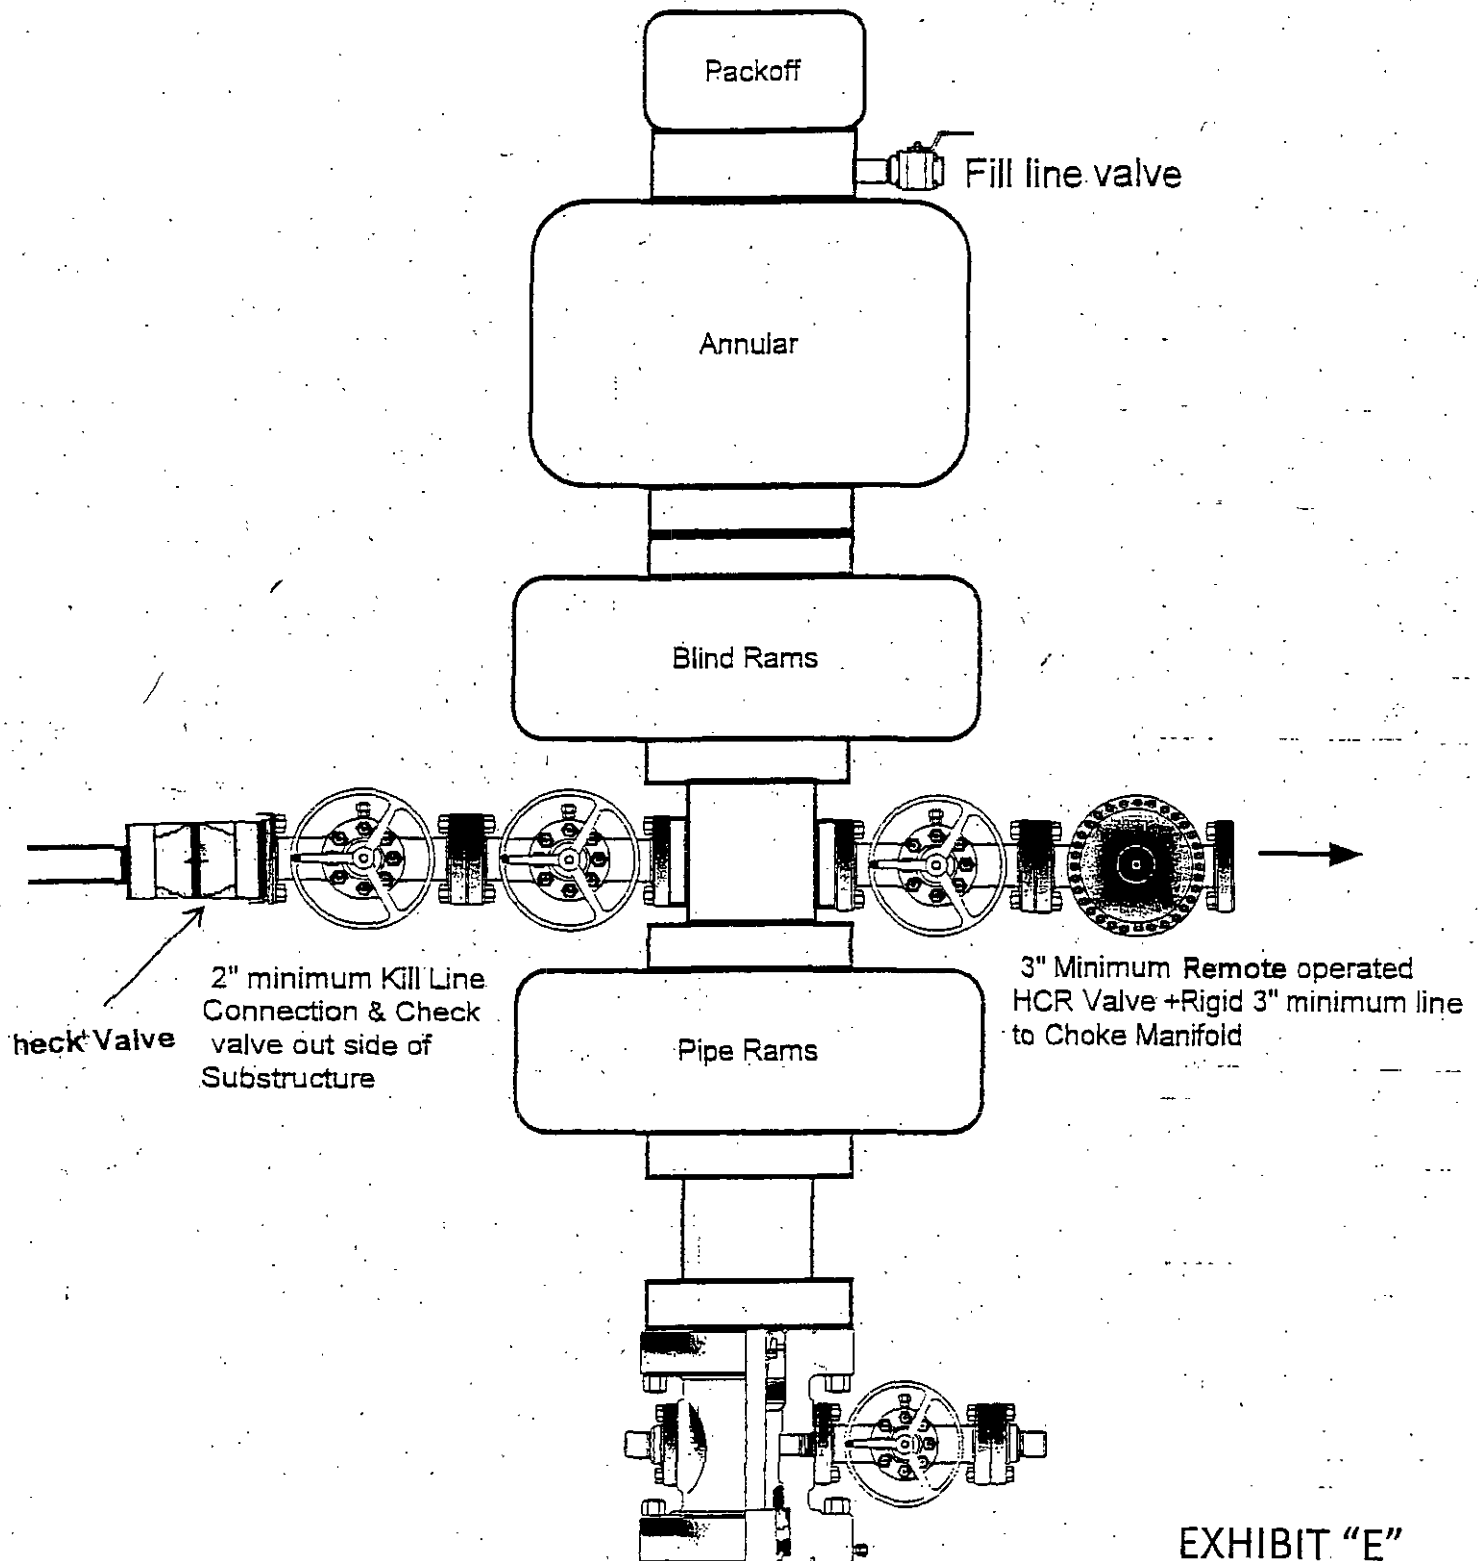 Packoff
Fill line valve
Annular
Blind Rams
2" minimum Kill Line
Connection & Check
valve out side of
Substructure
heck Valve
3" Minimum Remote operated
HCR Valve +Rigid 3" minimum line
to Choke Manifold
Pipe Rams
EXHIBIT "E"